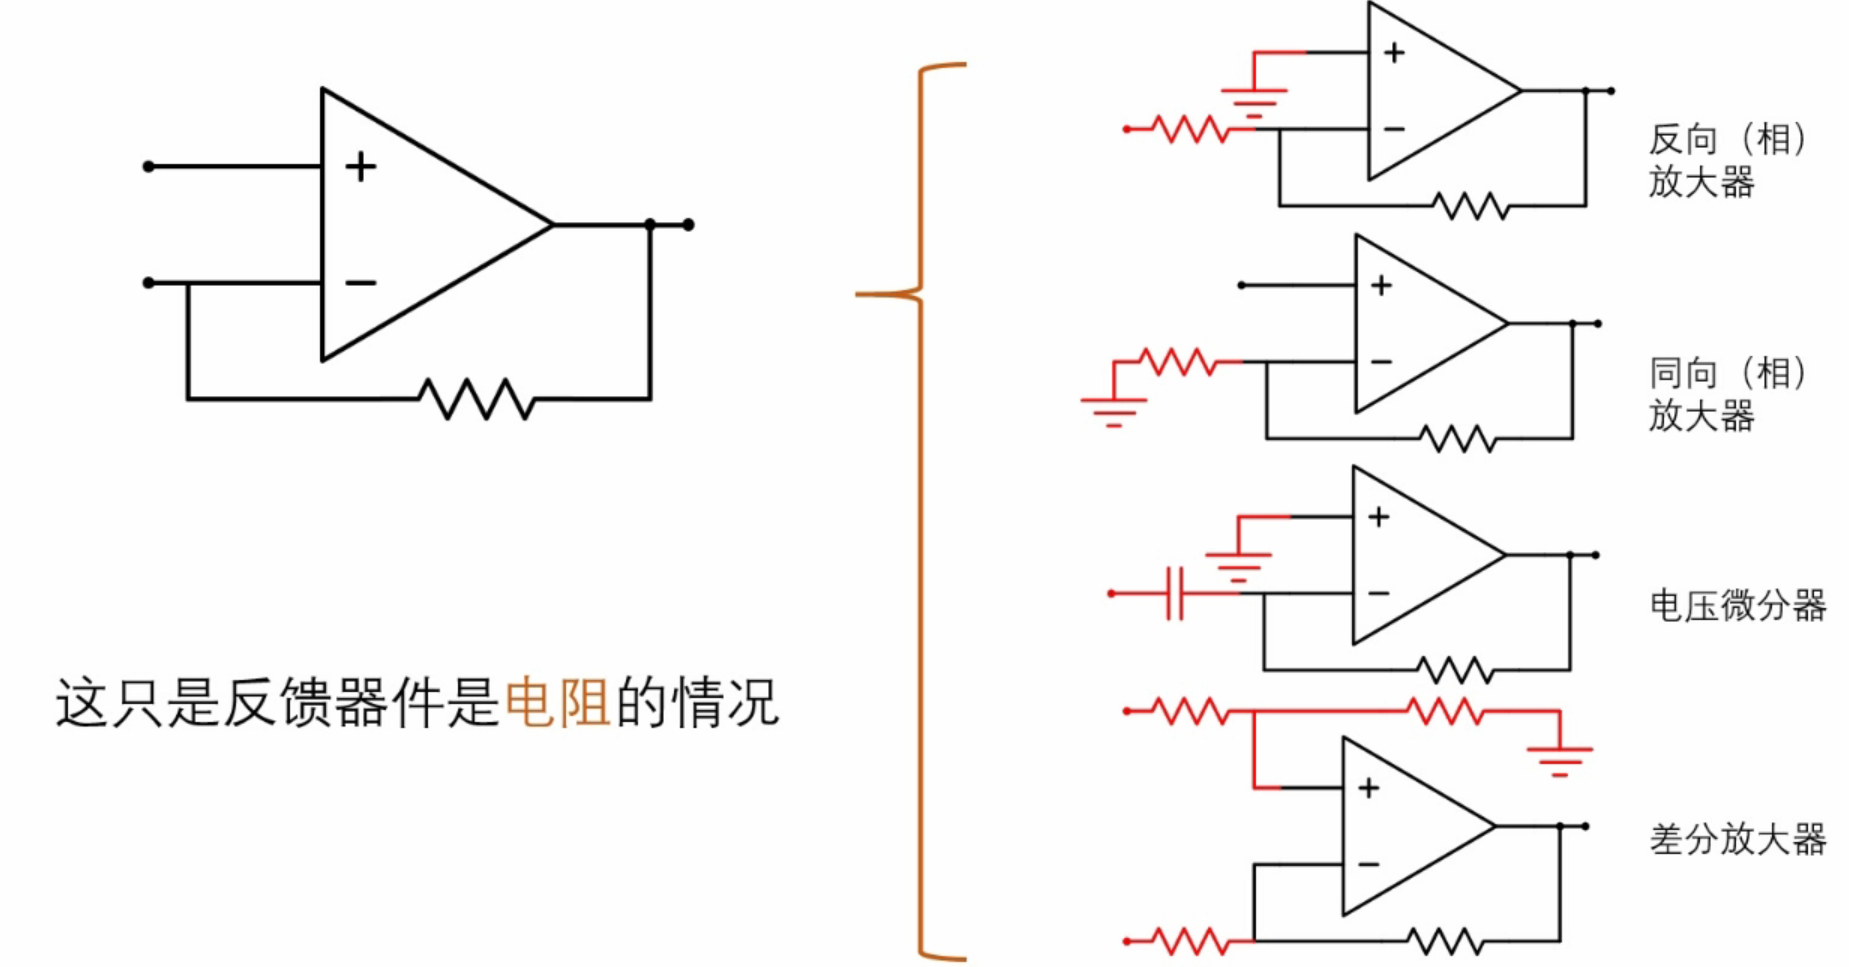 反向（相）
放大器
同向（相）
放大器
电压微分器
这只是反馈器件是电阻的情况
差分放大器